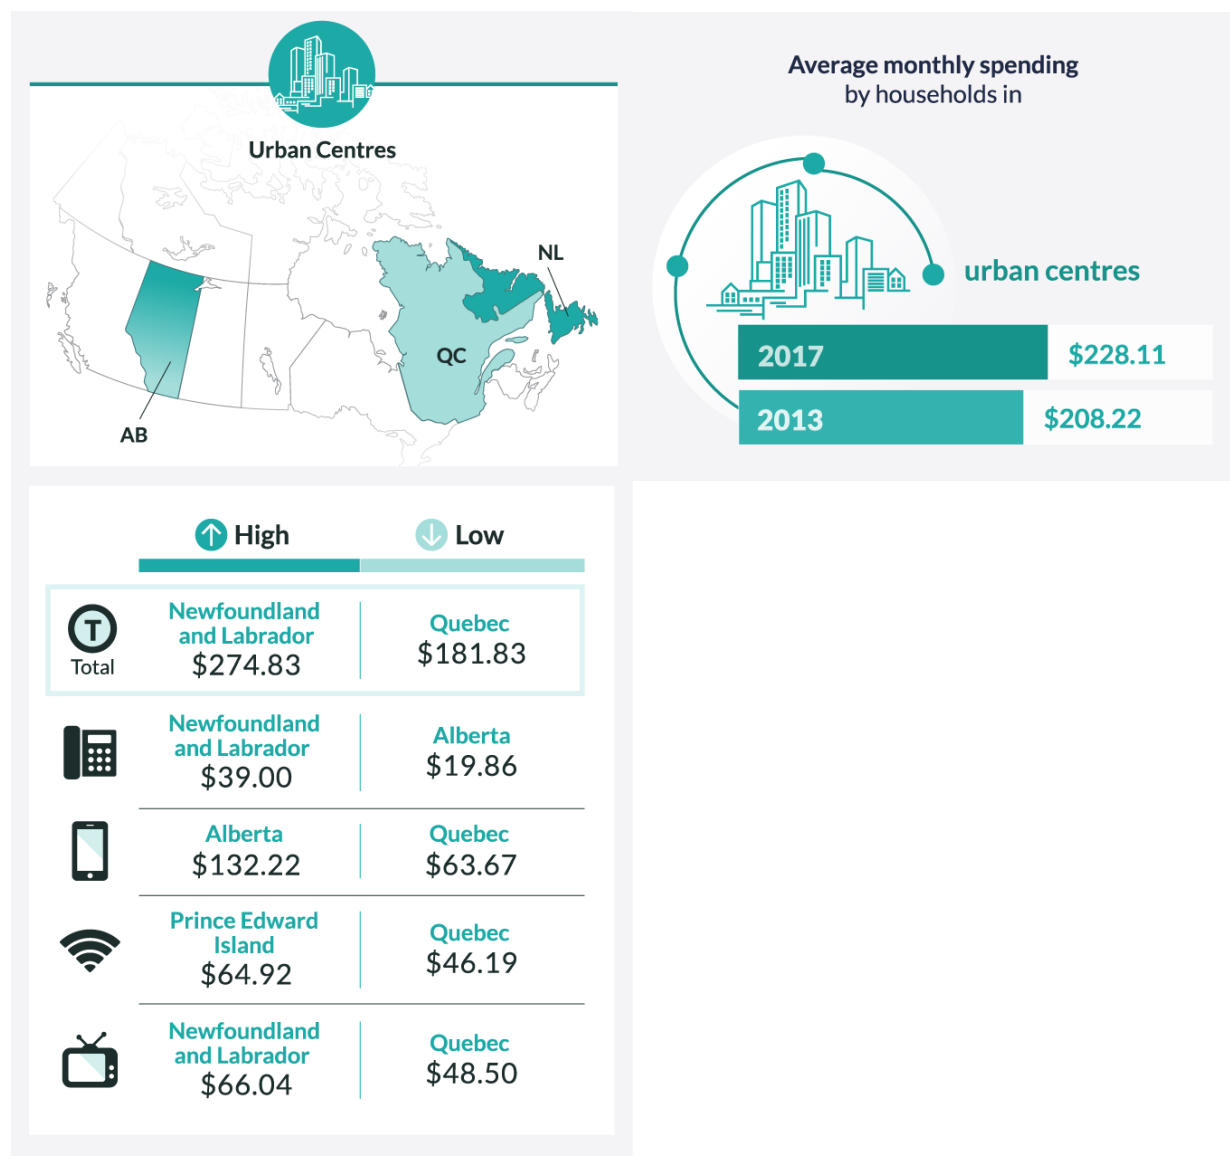 Urban Centres
NL
QC
AB
Average monthly spending
by households in
urban centres
2017
$228.11
2013
$208.22
High
Low
T
Total
Newfoundland
and Labrador
$274.83
Quebec
$181.83
Newfoundland
and Labrador
$39.00
Alberta
$19.86
Alberta
$132.22
Quebec
$63.67
Prince Edward
Island
$64.92
Quebec
$46.19
Newfoundland
and Labrador
$66.04
Quebec
$48.50